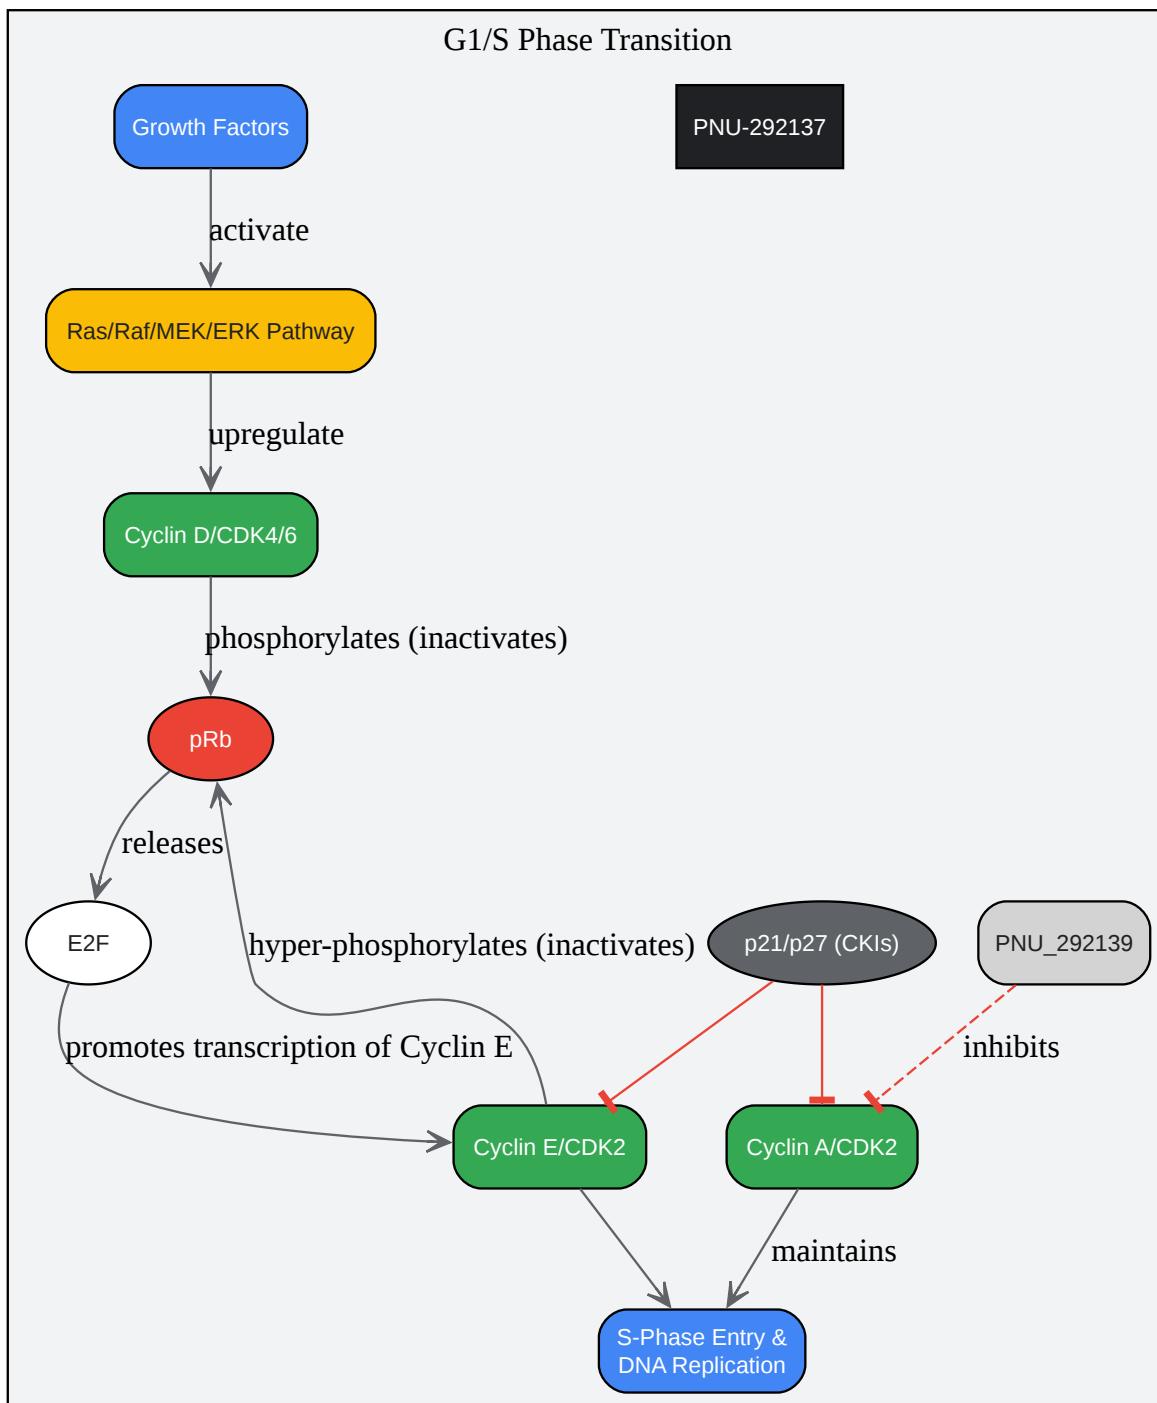 G1/S Phase Transition
Growth Factors
PNU-292137
activate
Ras/Raf/MEK/ERK Pathway
upregulate
Cyclin D/CDK4/6
phosphorylates (inactivates)
pRb
releases
E2F
hyper-phosphorylates (inactivates)
p21/p27 (CKIs)
PNU_292139
promotes transcription of Cyclin E
inhibits
Cyclin E/CDK2
Cyclin A/CDK2
maintains
S-Phase Entry &
DNA Replication